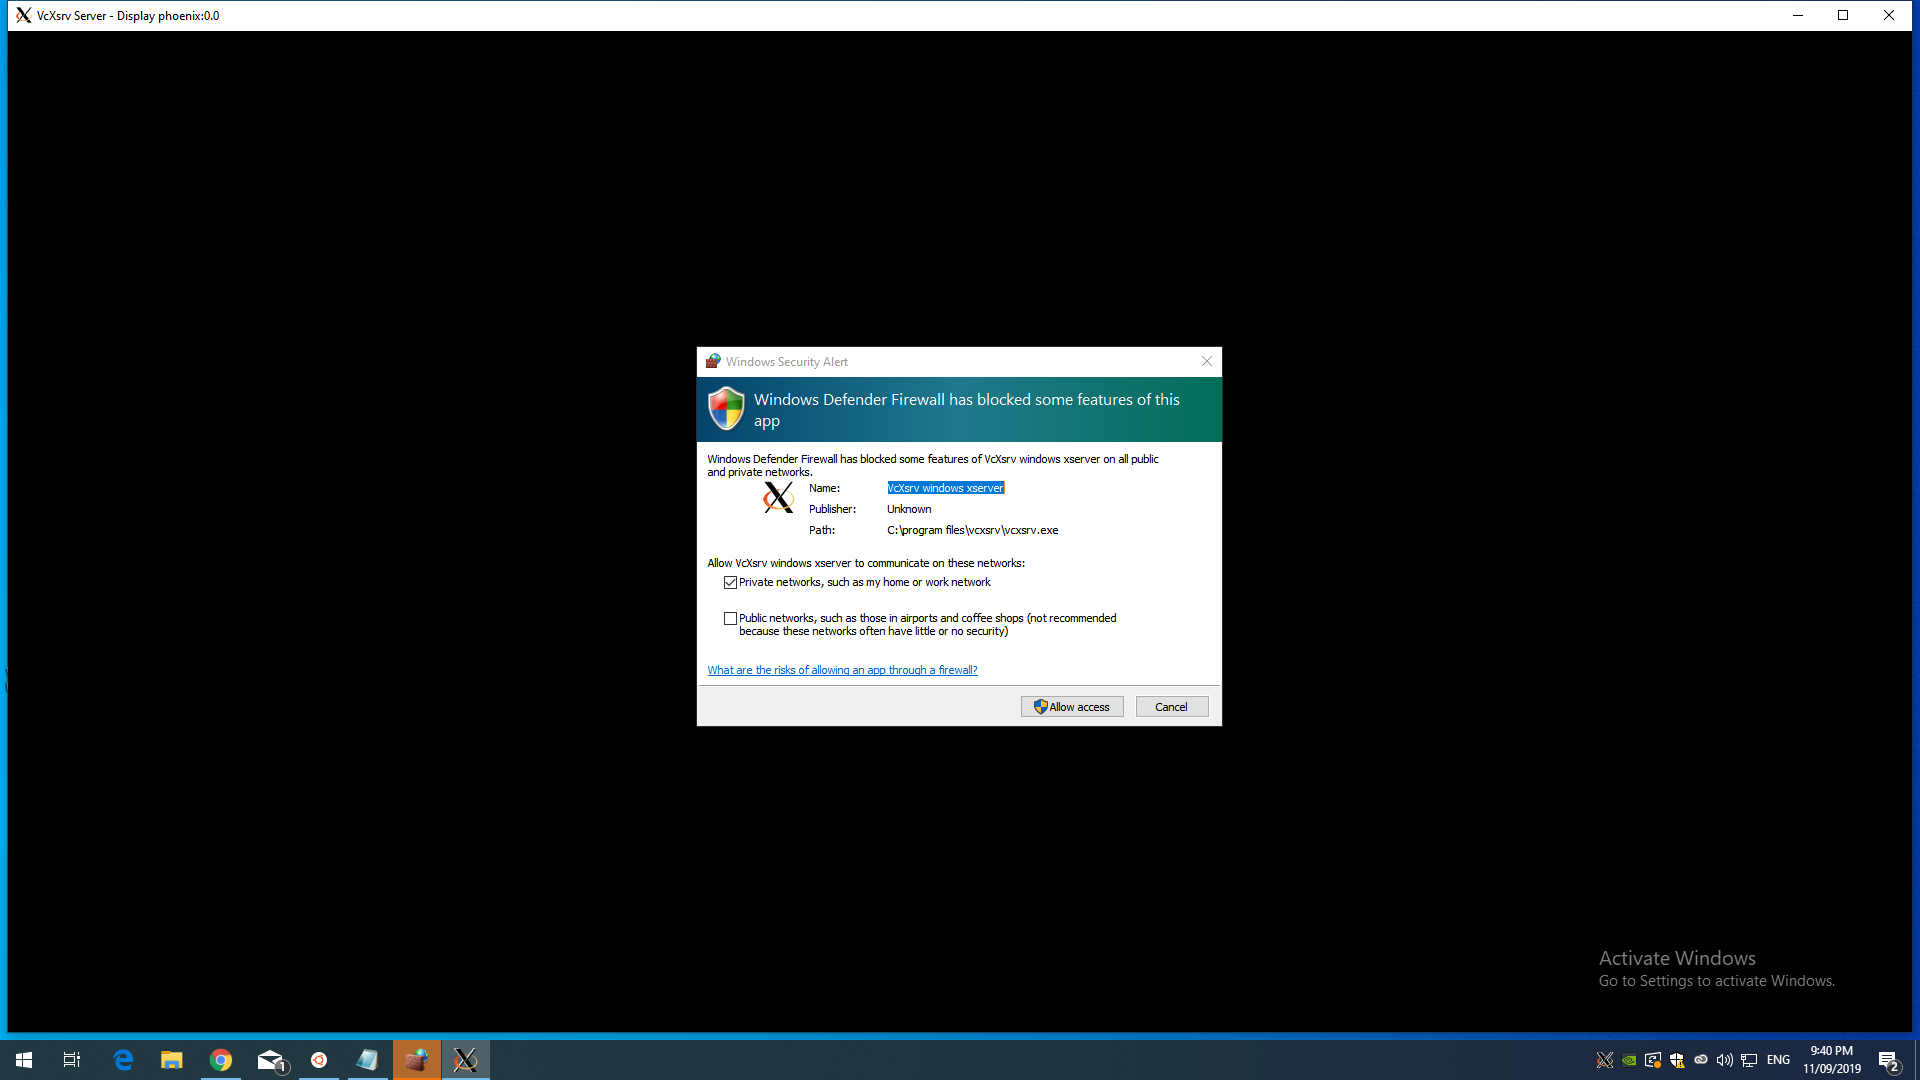 VcXsrv Server - Display phoenix:0.0
Windows Security Alert
Windows Defender Firewall has blocked some features of this
app
Windows Defender Firewall has blocked some features of VcXsrv windows xserver on all public
and private networks.
Name: VcXsrv windows xserver
Publisher: Unknown
Path: C:\program files\vcxsrv\vcxsrv.exe
Allow VcXsrv windows xserver to communicate on these networks:
Private networks, such as my home or work network
Public networks, such as those in airports and coffee shops (not recommended
because these networks often have little or no security)
What are the risks of allowing an app through a firewall?
Allow access Cancel
Activate Windows
Go to Settings to activate Windows.
1
ENG
9:40 PM
11/09/2019
2